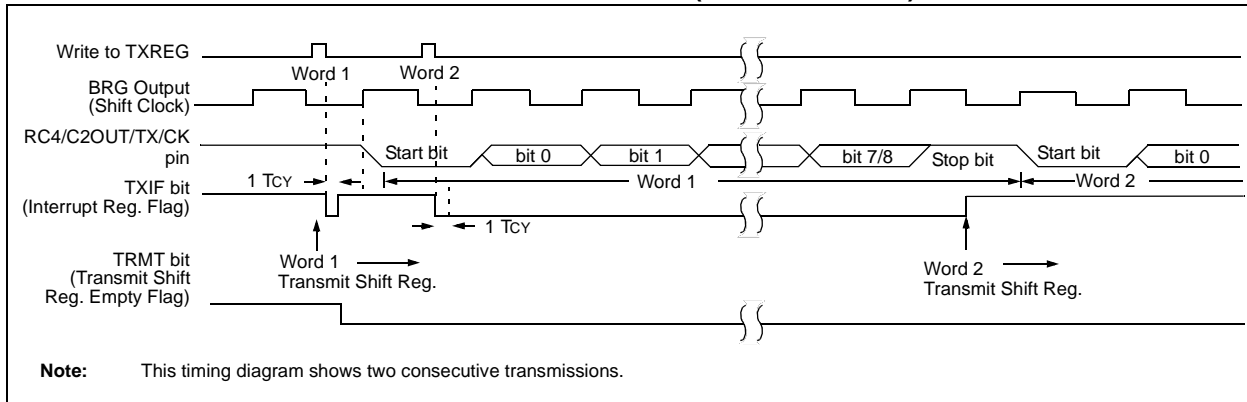 Write to TXREG
Word 1
Word 2
BRG Output
(Shift Clock)
RC4/C2OUT/TX/CK
pin
Start bit
bit 0
bit 1
bit 7/8
Stop bit
Start bit
bit 0
1 TCY
Word 1
Word 2
TXIF bit
(Interrupt Reg. Flag)
1 TCY
TRMT bit
(Transmit Shift
Reg. Empty Flag)
Word 1
Transmit Shift Reg.
Word 2
Transmit Shift Reg.
Note: This timing diagram shows two consecutive transmissions.